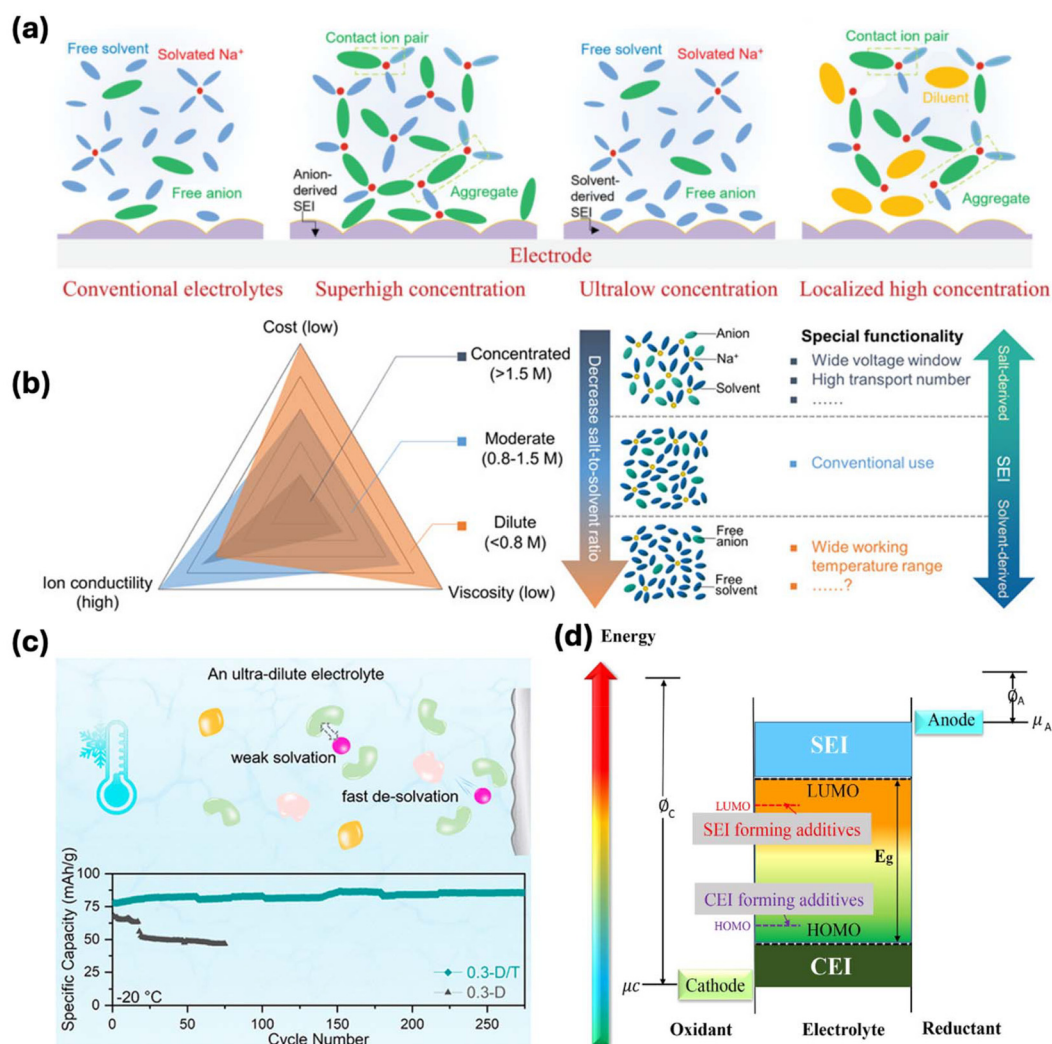 (a)
Free solvent
Solvated Na⁺
Free anion
Contact ion pair
Anion-
derived
SEI
Aggregate
Free solvent
Solvated Na⁺
Solvent-
derived
SEI
Free anion
Contact ion pair
Diluent
Aggregate
Electrode
Conventional electrolytes
Superhigh concentration
Ultralow concentration
Localized high concentration
(b)
Cost (low)
Ion conductility
(high)
Viscosity (low)
Concentrated
(>1.5 M)
Moderate
(0.8-1.5 M)
Dilute
(<0.8 M)
Decrease salt-to-solvent ratio
Anion
Na⁺
Solvent
Free
anion
Free
solvent
Special functionality
Wide voltage window
High transport number
......
Conventional use
Wide working
temperature range
......?
Salt-derived
SEI
Solvent-derived
(c)
An ultra-dilute electrolyte
weak solvation
fast de-solvation
Specific Capacity (mAh/g)
100
75
50
25
0
-20 °C
0.3-D/T
0.3-D
0 50 100 150 200 250
Cycle Number
(d)
Energy
Φ_A
Anode
μ_A
SEI
LUMO
Φ_C
LUMO
SEI forming additives
E_g
CEI forming additives
HOMO
HOMO
CEI
μc
Cathode
Oxidant
Electrolyte
Reductant